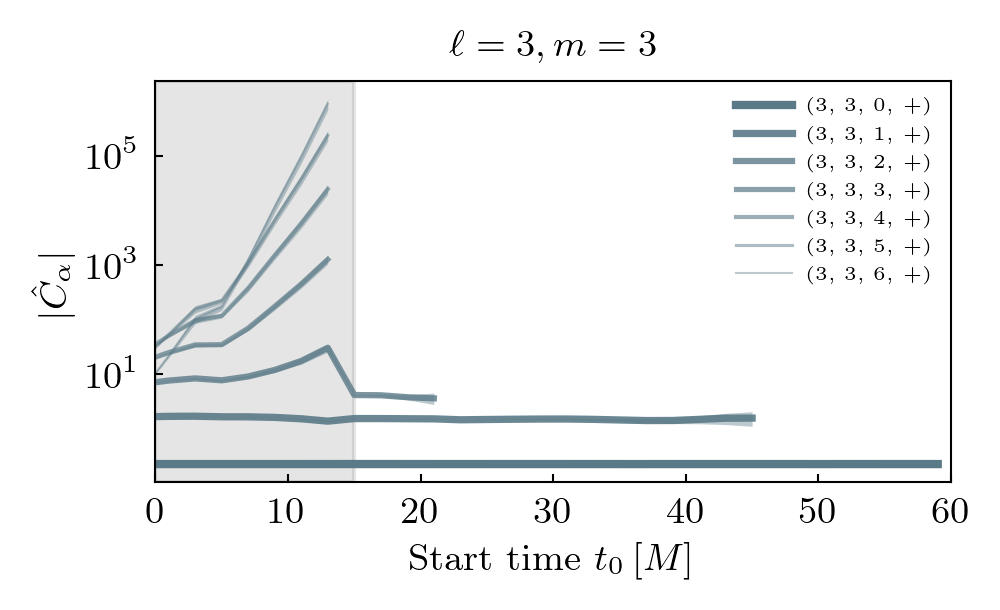 ℓ = 3, m = 3
|Ĉ_α|
10^5
10^3
10^1
(3, 3, 0, +)
(3, 3, 1, +)
(3, 3, 2, +)
(3, 3, 3, +)
(3, 3, 4, +)
(3, 3, 5, +)
(3, 3, 6, +)
0 10 20 30 40 50 60
Start time t_0 [M]